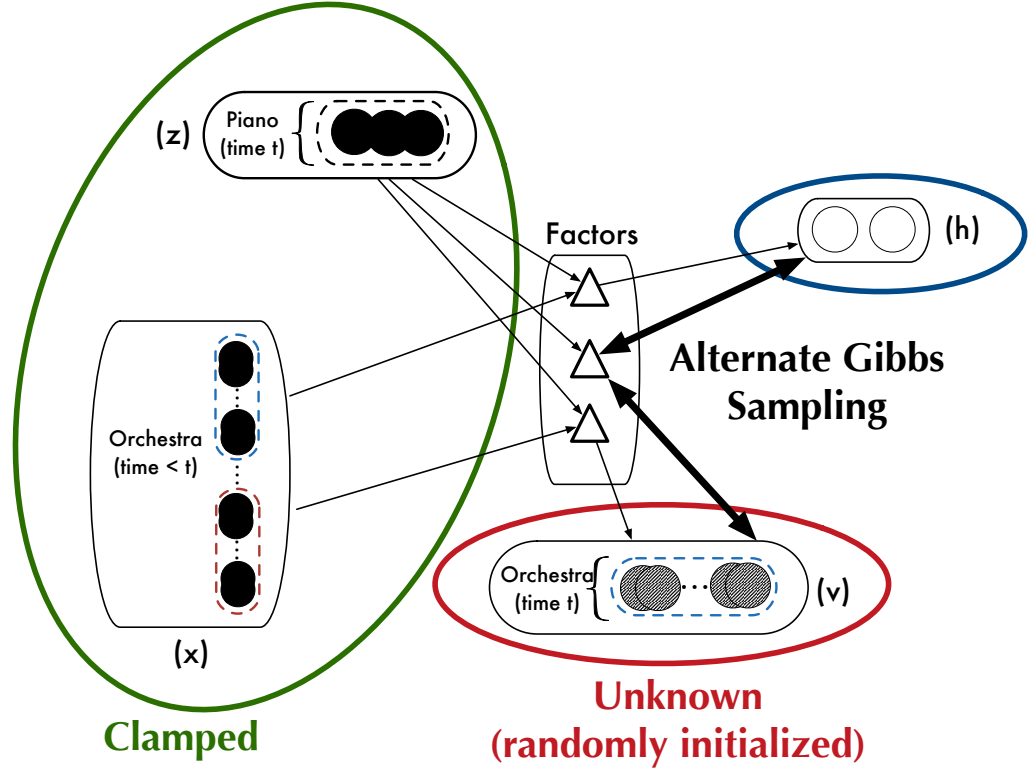 (z)
Piano
(time t)
Factors
(h)
Alternate Gibbs
Sampling
Orchestra
(time < t)
(x)
Orchestra
(time t)
(v)
Clamped
Unknown
(randomly initialized)